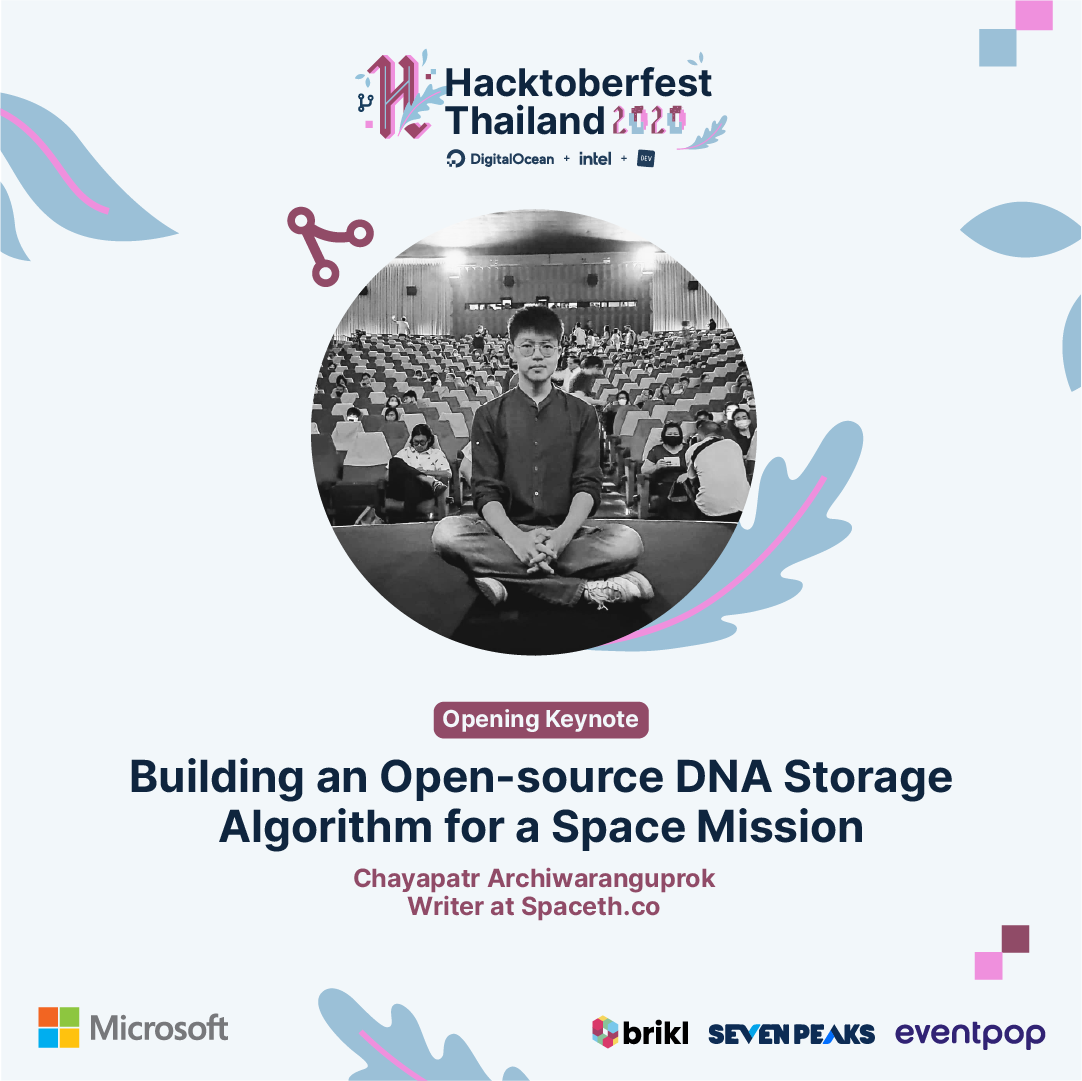 Hacktoberfest
Thailand 2020
DigitalOcean + intel + DEV
Opening Keynote
Building an Open-source DNA Storage
Algorithm for a Space Mission
Chayapatr Archiwaranguprok
Writer at Spaceth.co
Microsoft
brikl SEVEN PEAKS eventpop